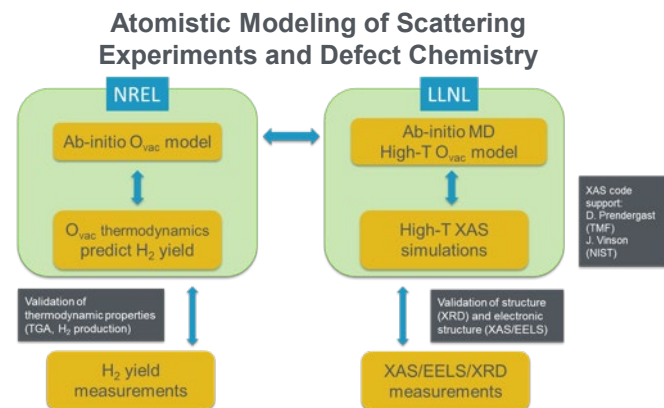 Atomistic Modeling of Scattering
Experiments and Defect Chemistry
NREL
Ab-initio Ovac model
Ovac thermodynamics
predict H2 yield
Validation of
thermodynamic properties
(TGA, H2 production)
H2 yield
measurements
LLNL
Ab-initio MD
High-T Ovac model
High-T XAS
simulations
Validation of structure
(XRD) and electronic
structure (XAS/EELS)
XAS/EELS/XRD
measurements
XAS code
support:
D. Prendergast
(TMF)
J. Vinson
(NIST)